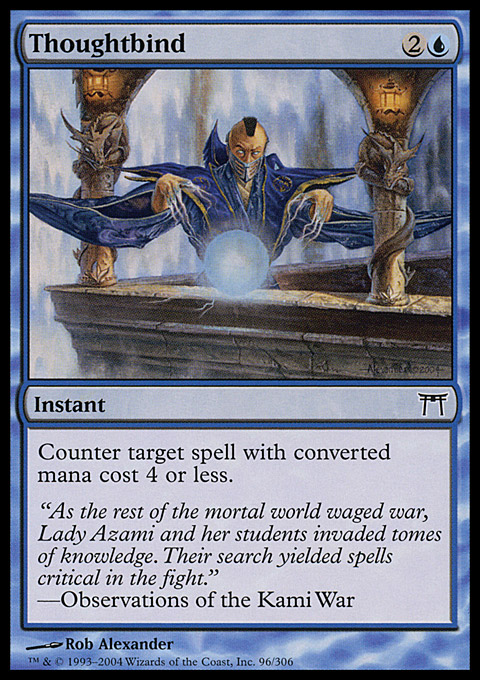 Thoughtbind 2
Instant
Counter target spell with converted
mana cost 4 or less.
“As the rest of the mortal world waged war,
Lady Azami and her students invaded tomes
of knowledge. Their search yielded spells
critical in the fight.”
—Observations of the Kami War
Rob Alexander
™ & © 1993–2004 Wizards of the Coast, Inc. 96/306